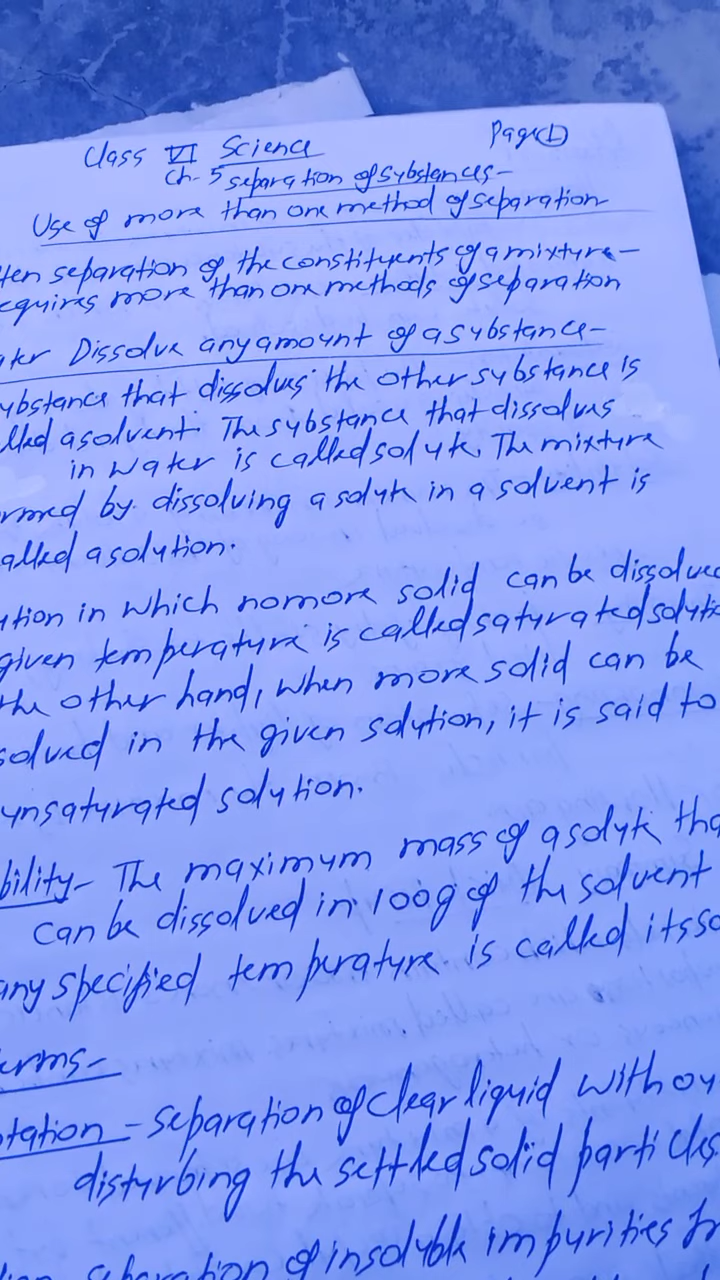 Class VI Science Page (1)
Ch-5 separation of substances-
Use of more than one method of separation
ten separation of the constituents of a mixture-
equires more than one methods of separation
ater Dissolve any amount of a substance-
ubstance that dissolves the other substance is
lled a solvent. The substance that dissolves
in water is called solute. The mixture
ormed by dissolving a solute in a solvent is
alled a solution.
ution in which no more solid can be dissolved
given temperature is called saturated solutio
the other hand, when more solid can be
solved in the given solution, it is said to
unsaturated solution.
bility- The maximum mass of a solute tha
can be dissolved in 100g of the solvent
any specified temperature is called its so
erms-
ntation - separation of clear liquid withou
disturbing the settled solid particles
separation of insoluble impurities fr